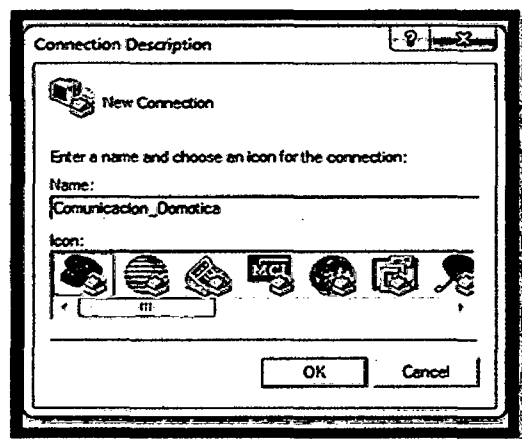 Connection Description
?
New Connection
Enter a name and choose an icon for the connection:
Name:
Comunicacion_Domotica
Icon:
MCI
OK Cancel